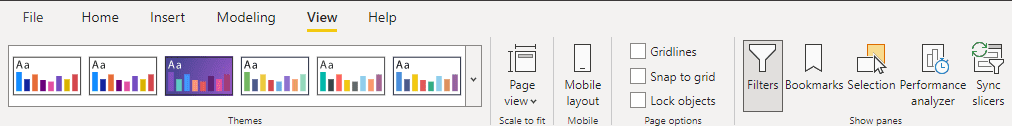 File Home Insert Modeling View Help
Aa Aa Aa Aa Aa Aa
Page view
Mobile layout
Gridlines
Snap to grid
Lock objects
Filters
Bookmarks
Selection
Performance analyzer
Sync slicers
Themes
Scale to fit
Mobile
Page options
Show panes